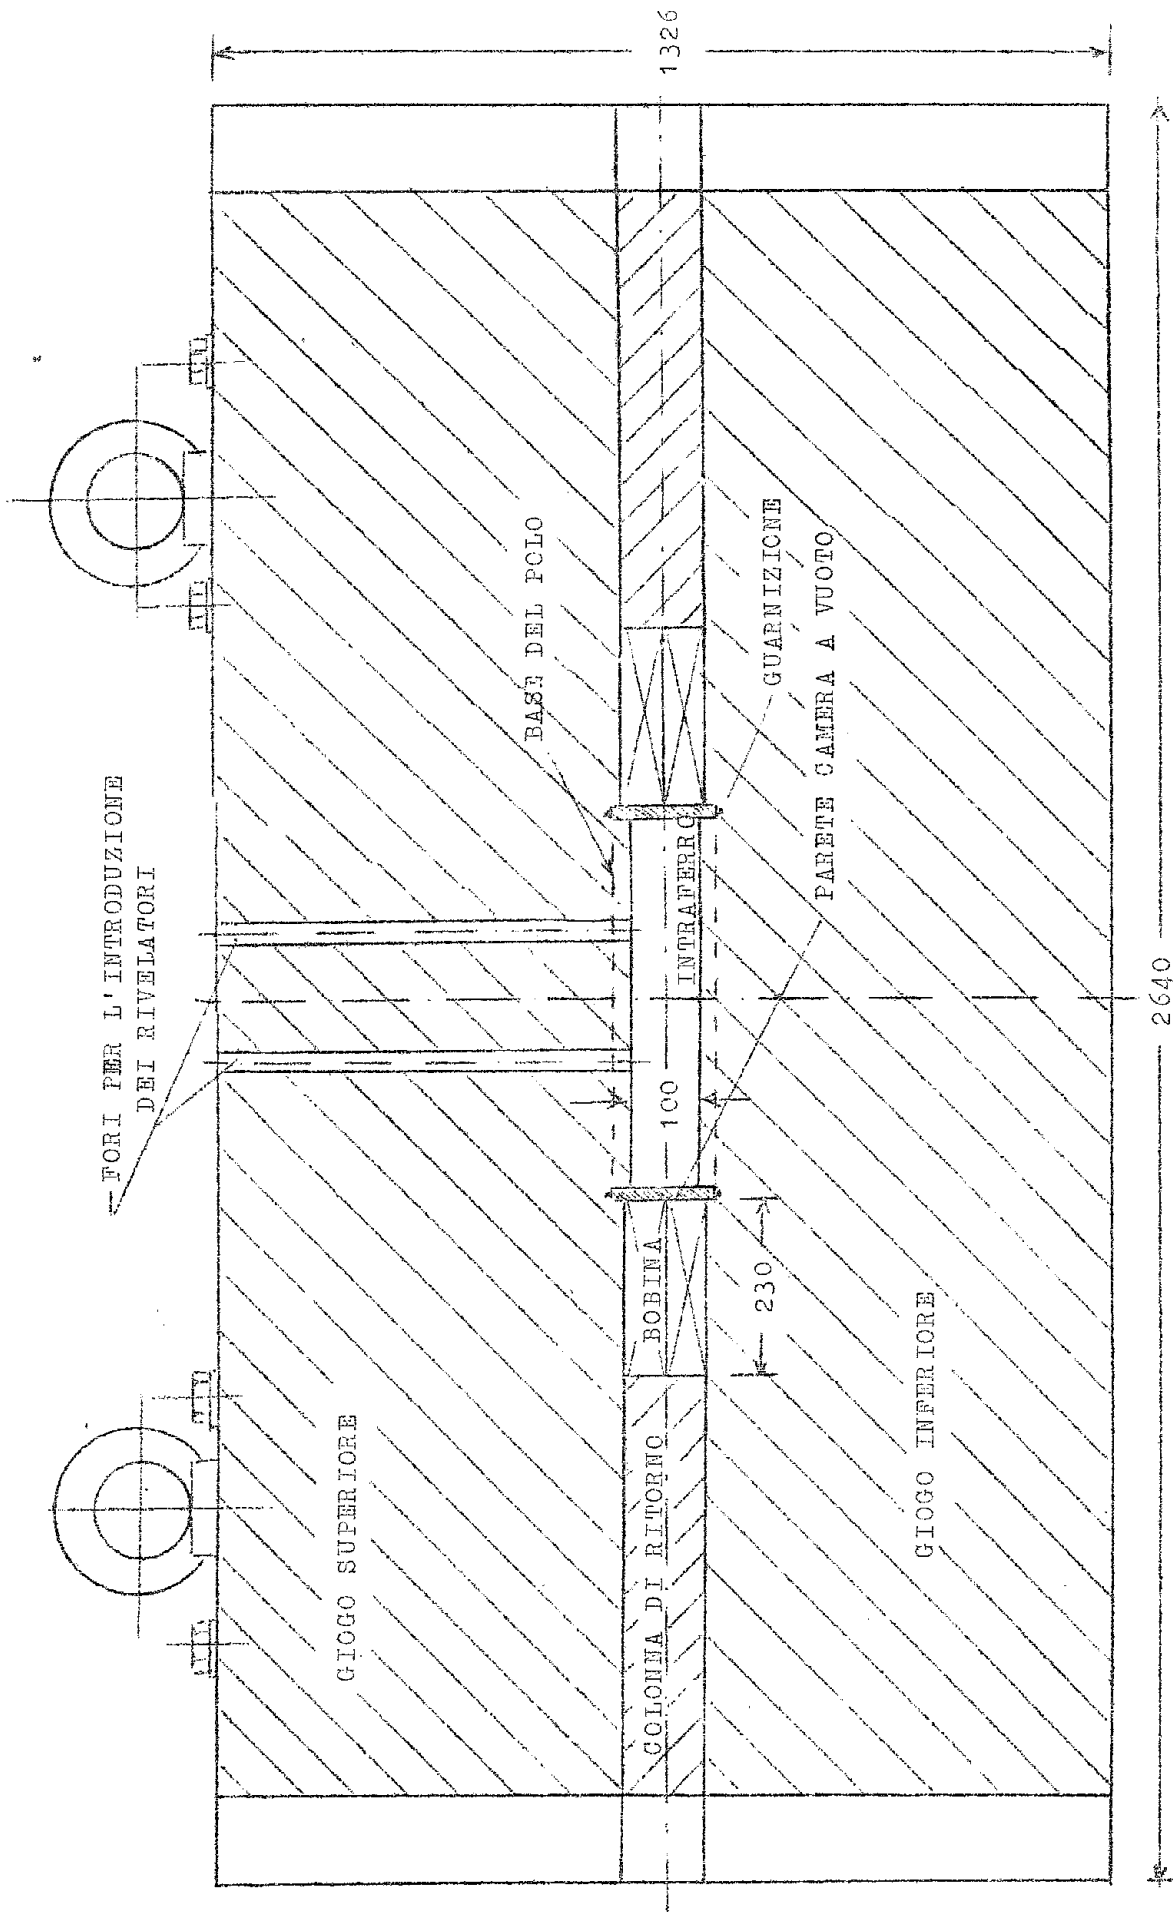 FORI PER L'INTRODUZIONE
DEI RIVELATORI
1326
BASE DEL POLO
GIOGO SUPERIORE
COLONNA DI RITORNO
BOBINA
100
INTRAFERRO
GUARNIZIONE
PARETE CAMERA A VUOTO
230
GIOGO INFERIORE
2640